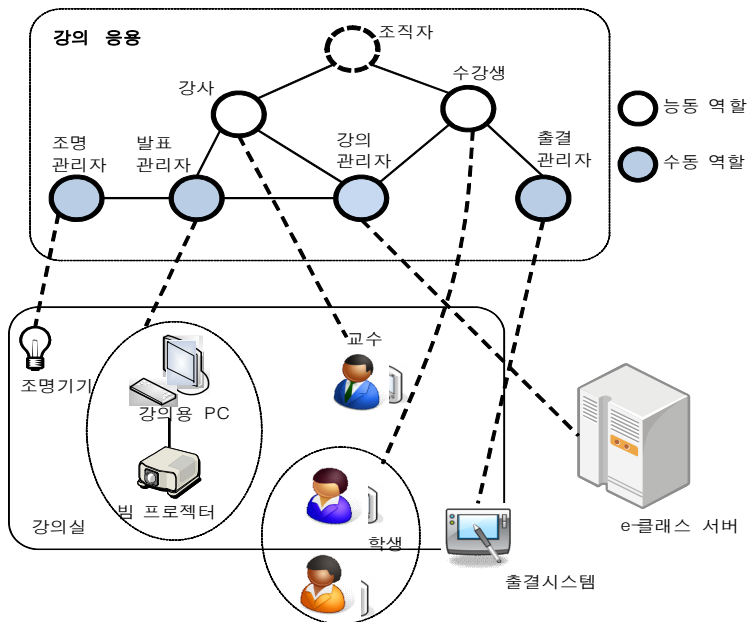 강의 응용
조직자
강사
수강생
능동 역할
조명
관리자
발표
관리자
강의
관리자
출결
관리자
수동 역할
교수
조명기기
강의용 PC
빔 프로젝터
강의실
학생
e-클래스 서버
출결시스템